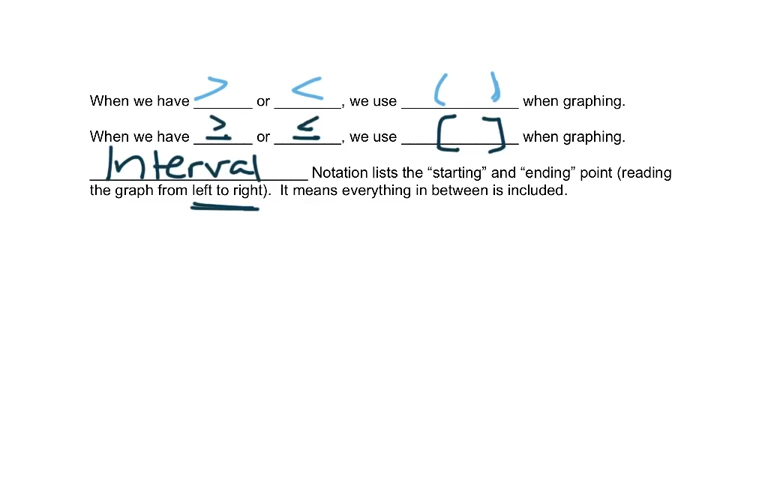 When we have > or <, we use ( ) when graphing.
When we have ≥ or ≤, we use [ ] when graphing.
Interval Notation lists the “starting” and “ending” point (reading
the graph from left to right). It means everything in between is included.